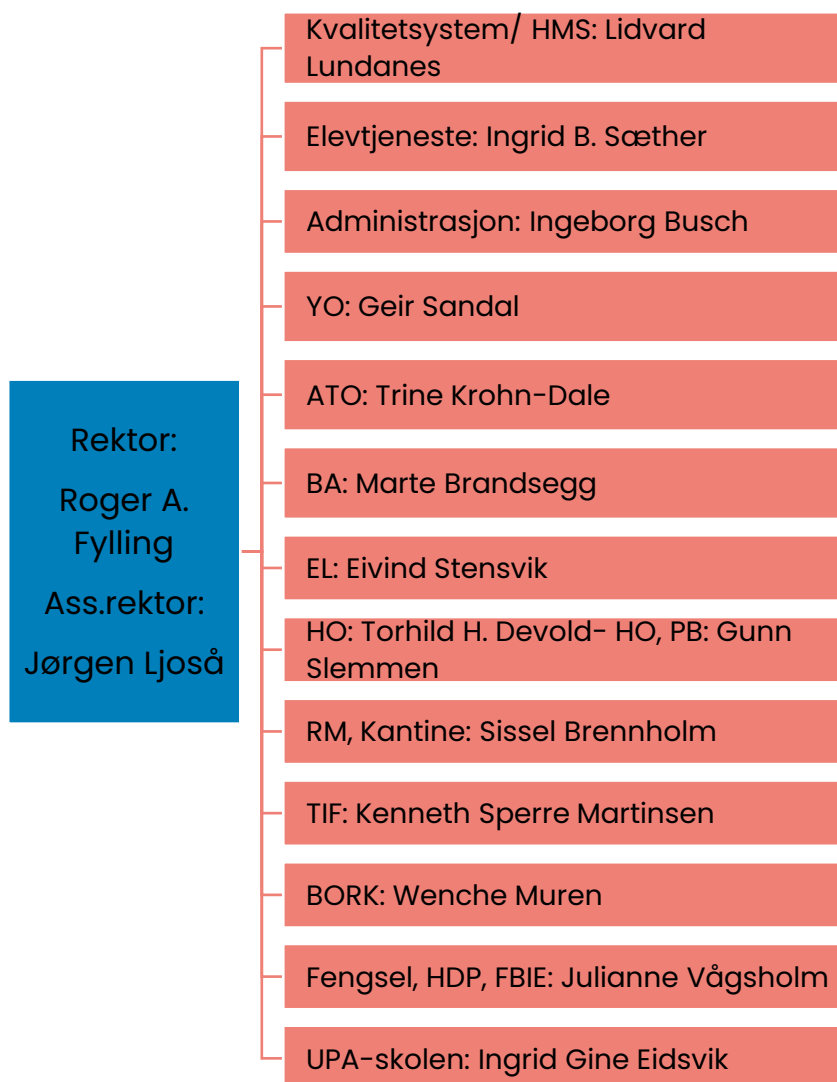 Kvalitetsystem/ HMS: Lidvard
Lundanes
Elevtjeneste: Ingrid B. Sæther
Administrasjon: Ingeborg Busch
YO: Geir Sandal
ATO: Trine Krohn-Dale
BA: Marte Brandsegg
EL: Eivind Stensvik
HO: Torhild H. Devold- HO, PB: Gunn
Slemmen
RM, Kantine: Sissel Brennholm
TIF: Kenneth Sperre Martinsen
BORK: Wenche Muren
Fengsel, HDP, FBIE: Julianne Vågsholm
UPA-skolen: Ingrid Gine Eidsvik
Rektor:
Roger A.
Fylling
Ass.rektor:
Jørgen Ljoså